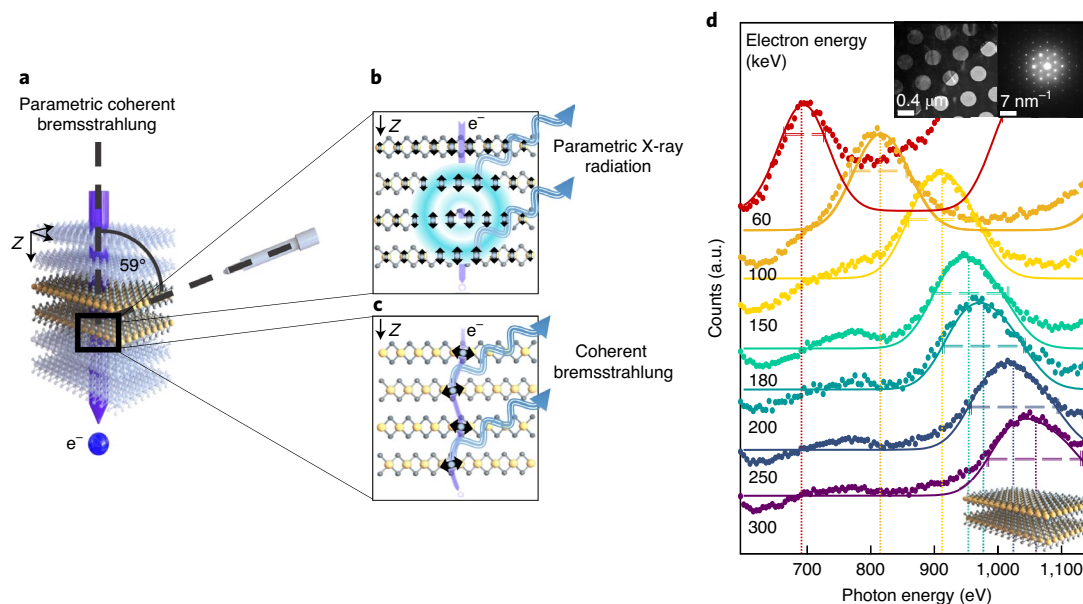 a
Parametric coherent
bremsstrahlung
Z
59°
e⁻
b
Z
e⁻
Parametric X-ray
radiation
c
Z
e⁻
Coherent
bremsstrahlung
d
Electron energy
(keV)
0.4 μm
7 nm⁻¹
60
100
150
180
200
250
300
Counts (a.u.)
700
800
900
1,000
1,100
Photon energy (eV)